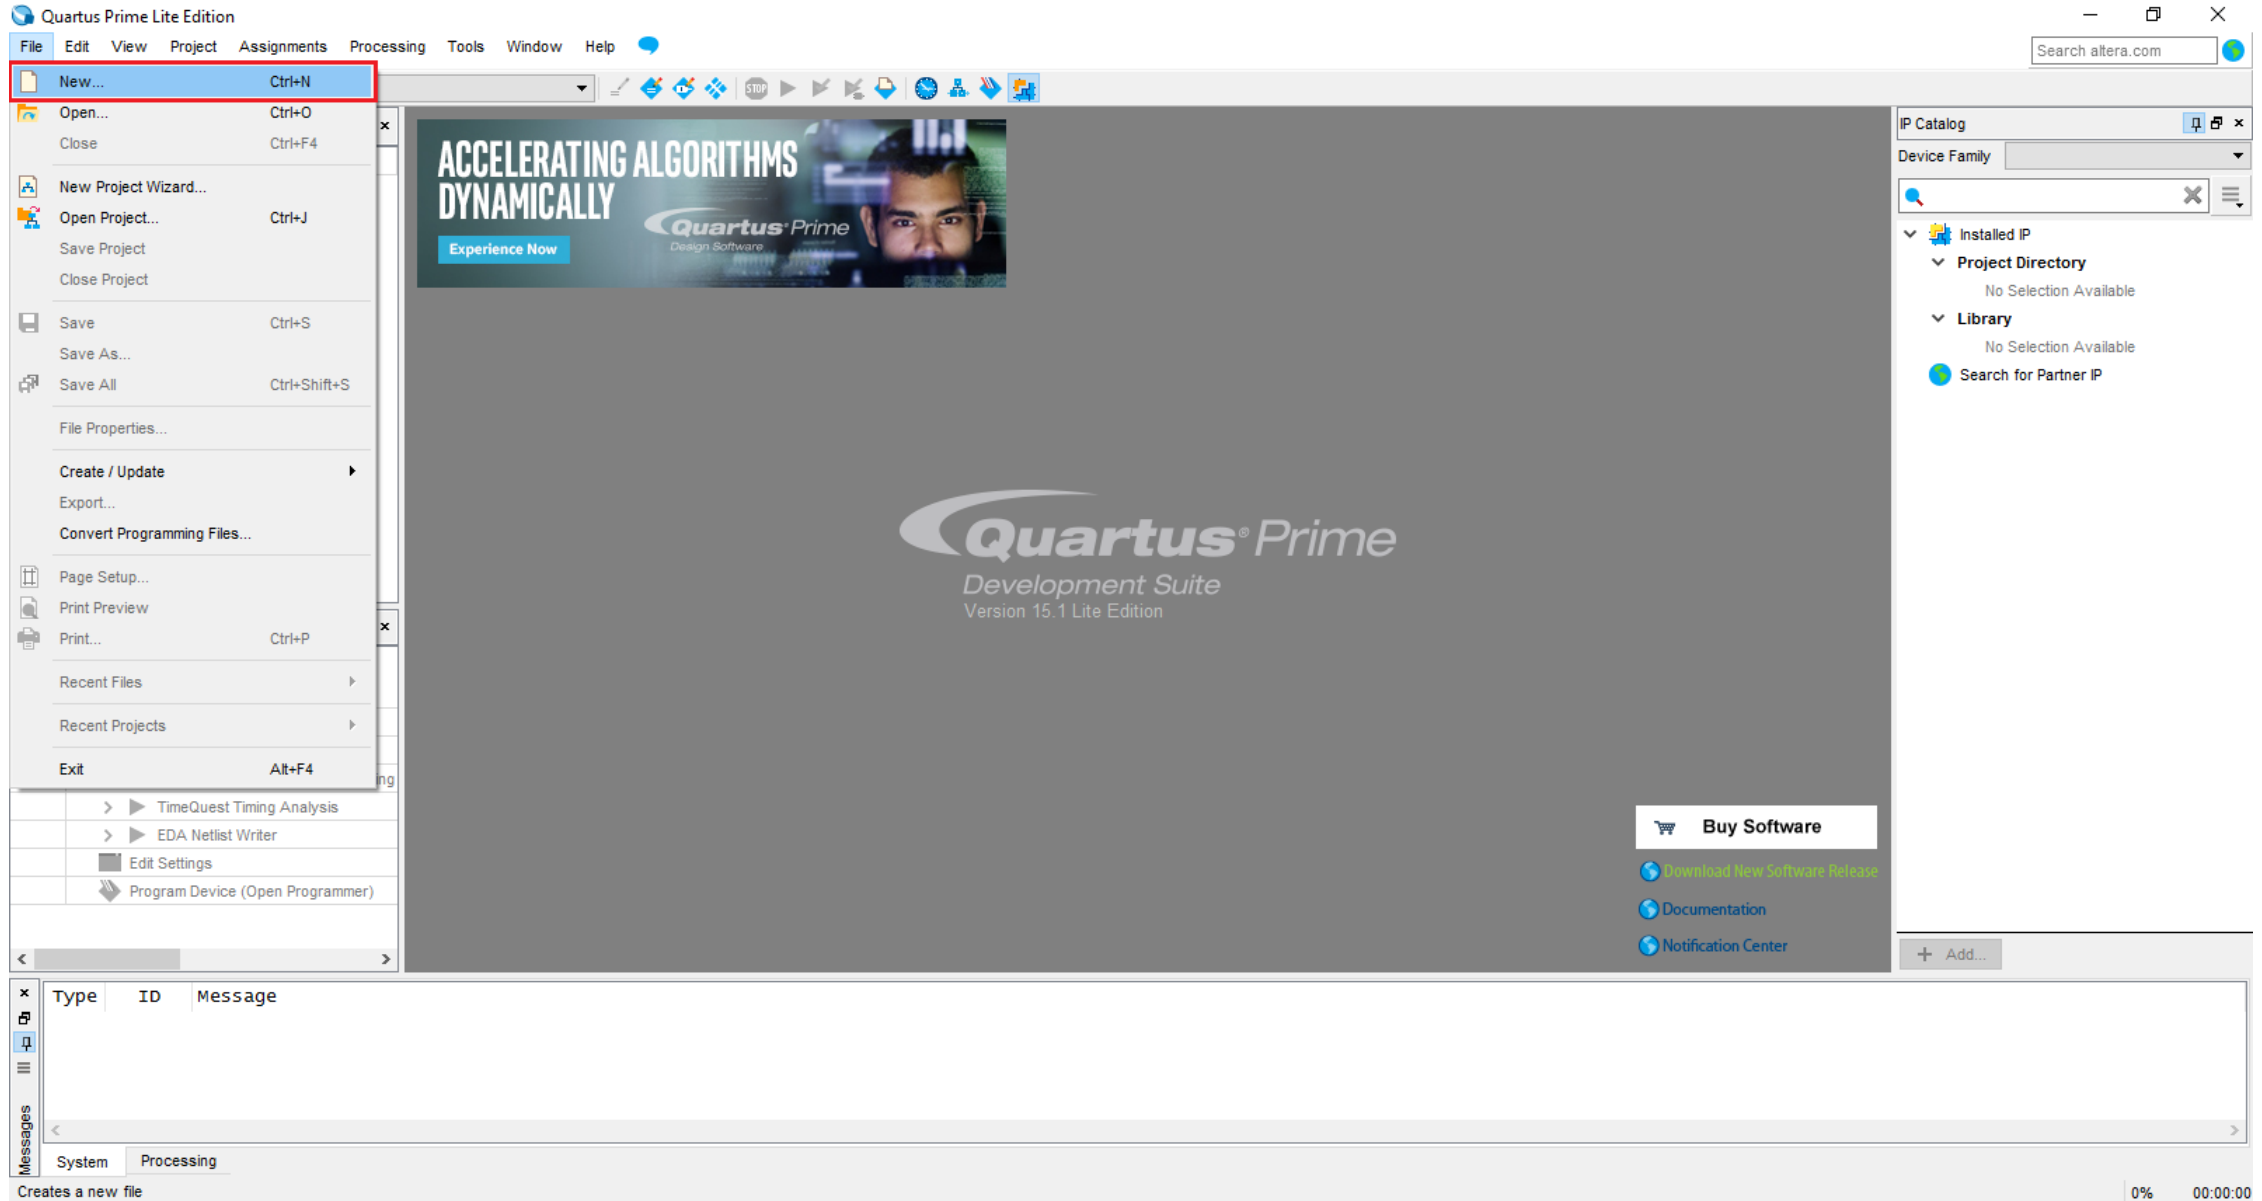 Quartus Prime Lite Edition
File Edit View Project Assignments Processing Tools Window Help
Search altera.com
New... Ctrl+N
Open... Ctrl+O
Close Ctrl+F4
New Project Wizard...
Open Project... Ctrl+J
Save Project
Close Project
Save Ctrl+S
Save As...
Save All Ctrl+Shift+S
File Properties...
Create / Update
Export...
Convert Programming Files...
Page Setup...
Print Preview
Print... Ctrl+P
Recent Files
Recent Projects
Exit Alt+F4
ing
TimeQuest Timing Analysis
EDA Netlist Writer
Edit Settings
Program Device (Open Programmer)
STOP
ACCELERATING ALGORITHMS
DYNAMICALLY
Quartus Prime
Design Software
Experience Now
Quartus® Prime
Development Suite
Version 15.1 Lite Edition
Buy Software
Download New Software Release
Documentation
Notification Center
IP Catalog
Device Family
Installed IP
Project Directory
No Selection Available
Library
No Selection Available
Search for Partner IP
+ Add...
Type ID Message
Messages
System Processing
Creates a new file
0% 00:00:00